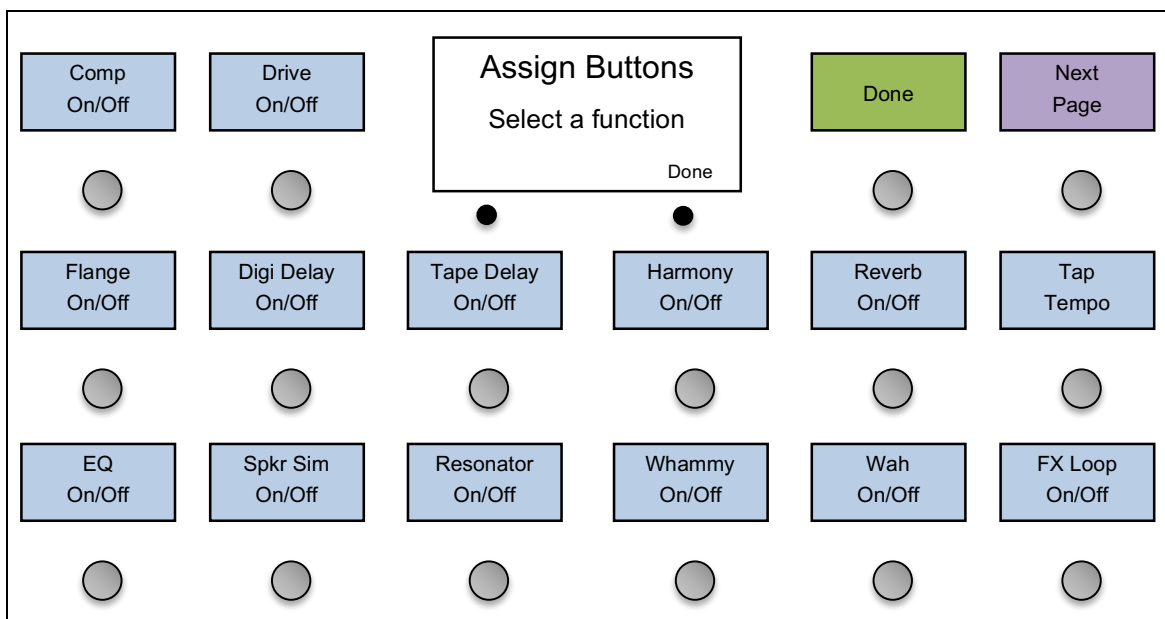 Comp
On/Off
Drive
On/Off
Assign Buttons
Select a function
Done
Done
Next
Page
Flange
On/Off
Digi Delay
On/Off
Tape Delay
On/Off
Harmony
On/Off
Reverb
On/Off
Tap
Tempo
EQ
On/Off
Spkr Sim
On/Off
Resonator
On/Off
Whammy
On/Off
Wah
On/Off
FX Loop
On/Off